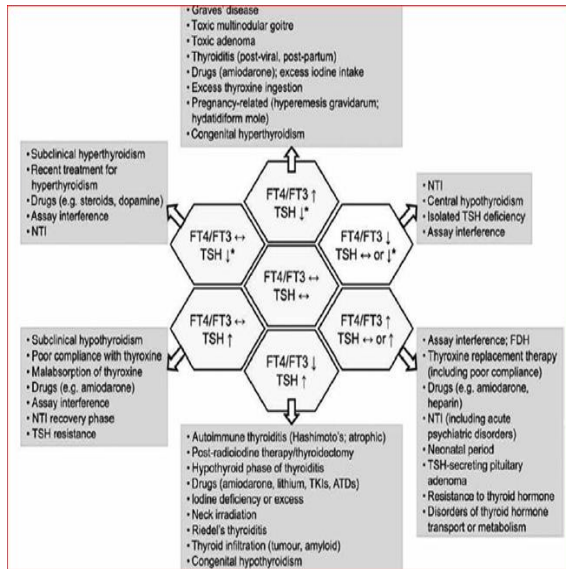 • Graves' disease
• Toxic multinodular goitre
• Toxic adenoma
• Thyroiditis (post-viral, post-partum)
• Drugs (amiodarone); excess iodine intake
• Excess thyroxine ingestion
• Pregnancy-related (hyperemesis gravidarum;
hydatidiform mole)
• Congenital hyperthyroidism
• Subclinical hyperthyroidism
• Recent treatment for
hyperthyroidism
• Drugs (e.g. steroids, dopamine)
• Assay interference
• NTI
FT4/FT3 ↑
TSH ↓*
• NTI
• Central hypothyroidism
• Isolated TSH deficiency
• Assay interference
FT4/FT3 ↔
TSH ↓*
FT4/FT3 ↓
TSH ↔ or ↓*
FT4/FT3 ↔
TSH ↔
FT4/FT3 ↔
TSH ↑
FT4/FT3 ↑
TSH ↔ or ↑
FT4/FT3 ↓
TSH ↑
• Subclinical hypothyroidism
• Poor compliance with thyroxine
• Malabsorption of thyroxine
• Drugs (e.g. amiodarone)
• Assay interference
• NTI recovery phase
• TSH resistance
• Assay interference; FDH
• Thyroxine replacement therapy
(including poor compliance)
• Drugs (e.g. amiodarone,
heparin)
• NTI (including acute
psychiatric disorders)
• Neonatal period
• TSH-secreting pituitary
adenoma
• Resistance to thyroid hormone
• Disorders of thyroid hormone
transport or metabolism
• Autoimmune thyroiditis (Hashimoto's; atrophic)
• Post-radioiodine therapy/thyroidectomy
• Hypothyroid phase of thyroiditis
• Drugs (amiodarone, lithium, TKIs, ATDs)
• Iodine deficiency or excess
• Neck irradiation
• Riedel's thyroiditis
• Thyroid infiltration (tumour, amyloid)
• Congenital hypothyroidism